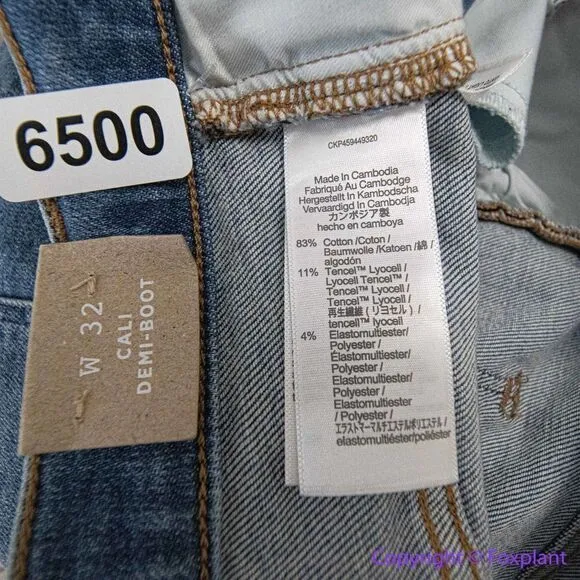 6500
W 32
CALI
DEMI-BOOT
CKP459449320
Made In Cambodia
Fabriqué Au Cambodge
Hergestellt In Kambodscha
Vervaardigd In Cambodja
カンボジア製
hecho en camboya
83% Cotton /Coton /
Baumwolle /Katoen /綿 /
algodón
11% Tencel™ Lyocell /
Lyocell Tencel™ /
Tencel™ Lyocell /
Tencel™ Lyocell /
再生繊維 ( リヨセル ) /
tencell™ lyocell
4% Elastomultiester/
Polyester /
Élastomultiester/
Polyester /
Elastomultiester/
Polyester /
Elastomultiester
/ Polyester /
エラストマーマルチエステル/ポリエステル /
elastomultiéster/poliéster
Copyright © Foxplant